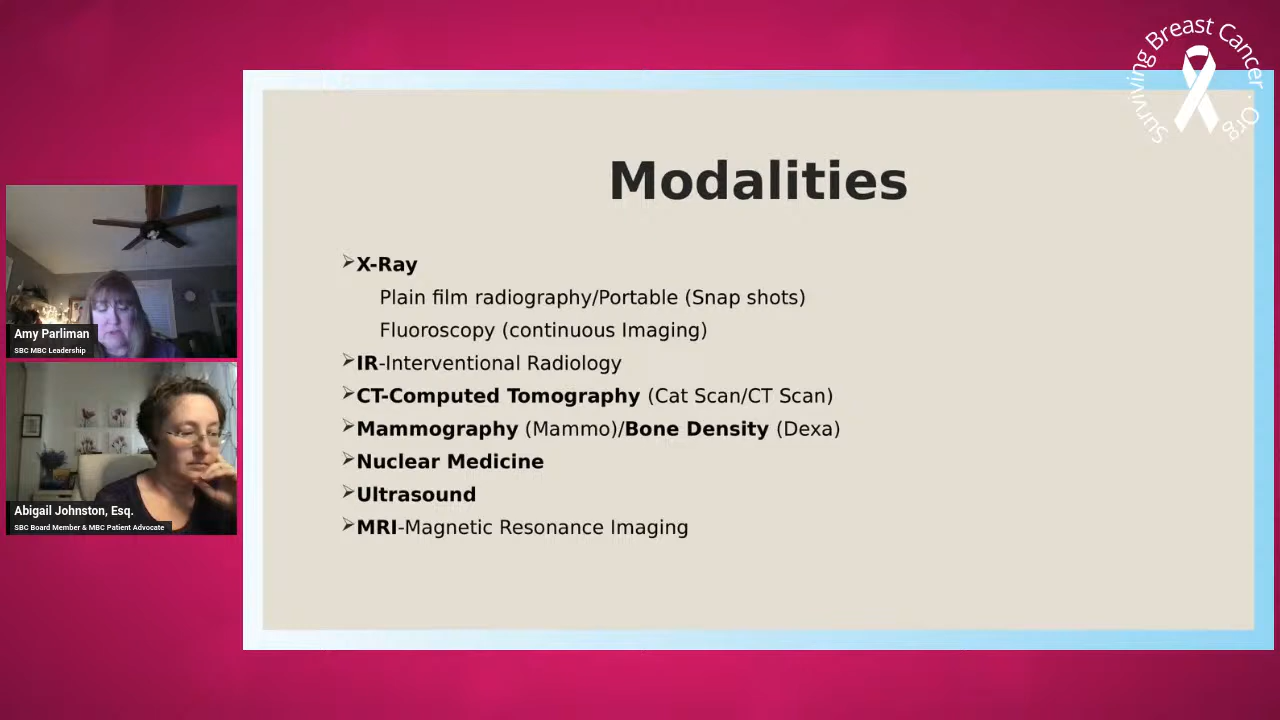 Surviving Breast Cancer . Org
Modalities
➢X-Ray
Plain film radiography/Portable (Snap shots)
Fluoroscopy (continuous Imaging)
➢IR-Interventional Radiology
➢CT-Computed Tomography (Cat Scan/CT Scan)
➢Mammography (Mammo)/Bone Density (Dexa)
➢Nuclear Medicine
➢Ultrasound
➢MRI-Magnetic Resonance Imaging
Amy Parliman
SBC MBC Leadership
Abigail Johnston, Esq.
SBC Board Member & MBC Patient Advocate